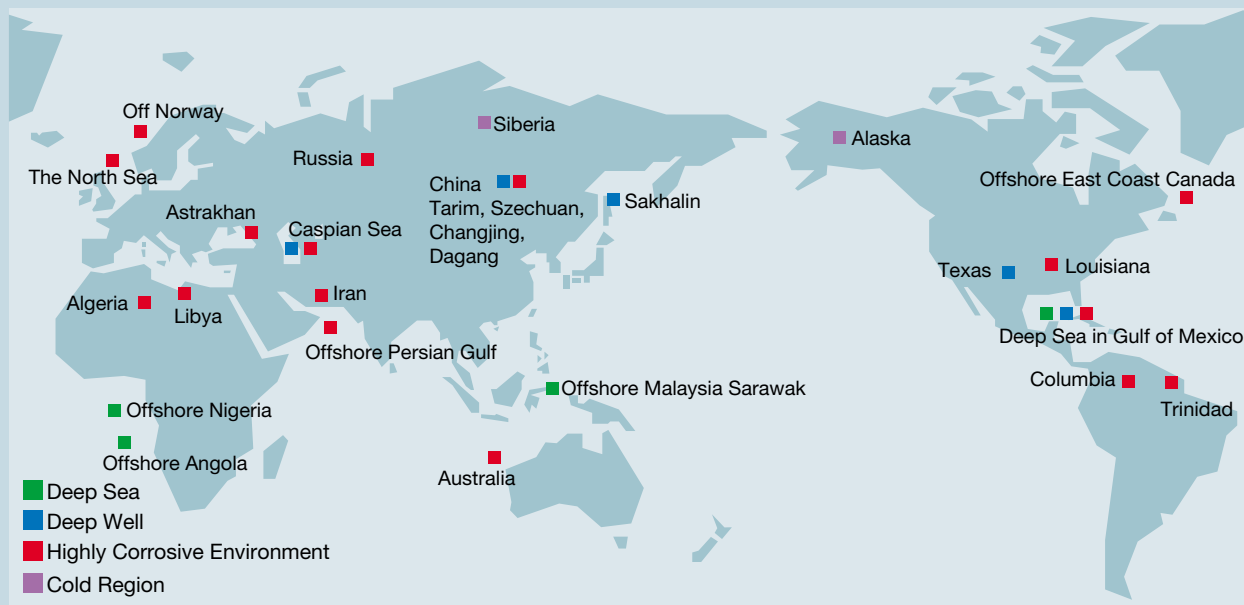 Off Norway
Siberia
Alaska
Russia
The North Sea
China
Tarim, Szechuan,
Changjing,
Dagang
Offshore East Coast Canada
Sakhalin
Astrakhan
Caspian Sea
Texas
Louisiana
Algeria
Libya
Iran
Offshore Persian Gulf
Deep Sea in Gulf of Mexico
Offshore Malaysia Sarawak
Columbia
Trinidad
Offshore Nigeria
Offshore Angola
Australia
Deep Sea
Deep Well
Highly Corrosive Environment
Cold Region